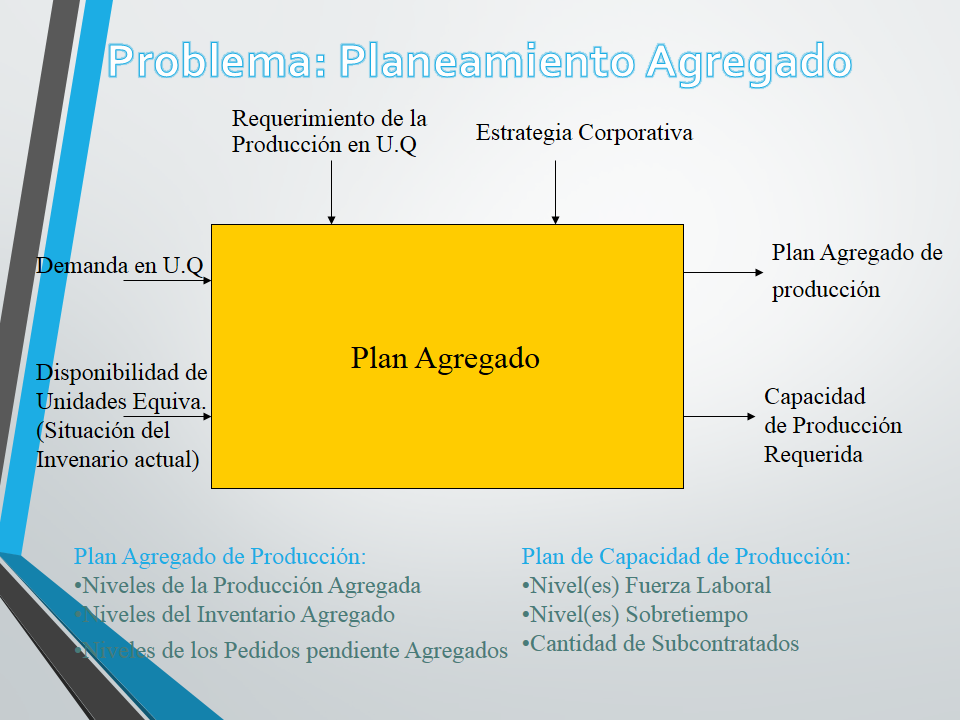 Problema: Planeamiento Agregado
Requerimiento de la
Producción en U.Q
Estrategia Corporativa
Demanda en U.Q
Disponibilidad de
Unidades Equiva.
(Situación del
Invenario actual)
Plan Agregado
Plan Agregado de
producción
Capacidad
de Producción
Requerida
Plan Agregado de Producción:
•Niveles de la Producción Agregada
•Niveles del Inventario Agregado
•Niveles de los Pedidos pendiente Agregados
Plan de Capacidad de Producción:
•Nivel(es) Fuerza Laboral
•Nivel(es) Sobretiempo
•Cantidad de Subcontratados